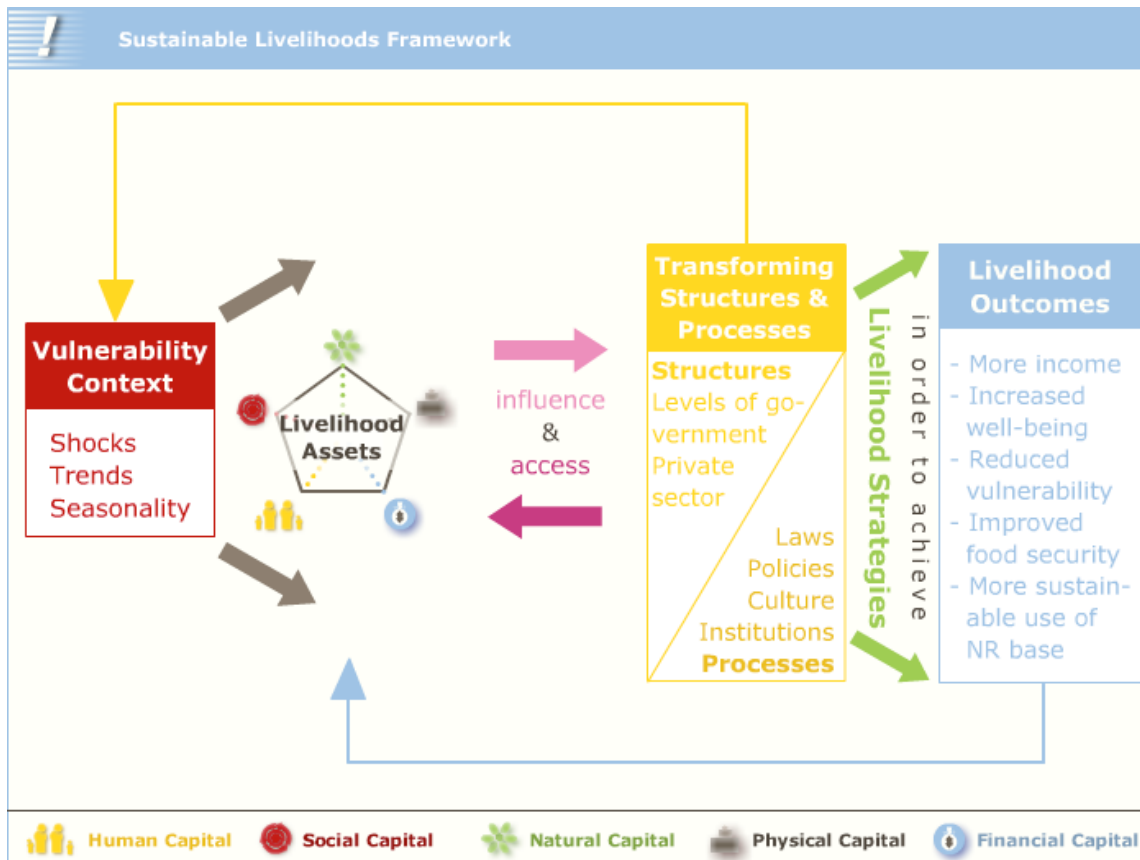 !
Sustainable Livelihoods Framework
Vulnerability
Context
Shocks
Trends
Seasonality
Livelihood
Assets
influence
&
access
Transforming
Structures &
Processes
Structures
Levels of go-
vernment
Private
sector
Laws
Policies
Culture
Institutions
Processes
Livelihood Strategies
in order to achieve
Livelihood
Outcomes
- More income
- Increased
well-being
- Reduced
vulnerability
- Improved
food security
- More sustain-
able use of
NR base
Human Capital
Social Capital
Natural Capital
Physical Capital
Financial Capital